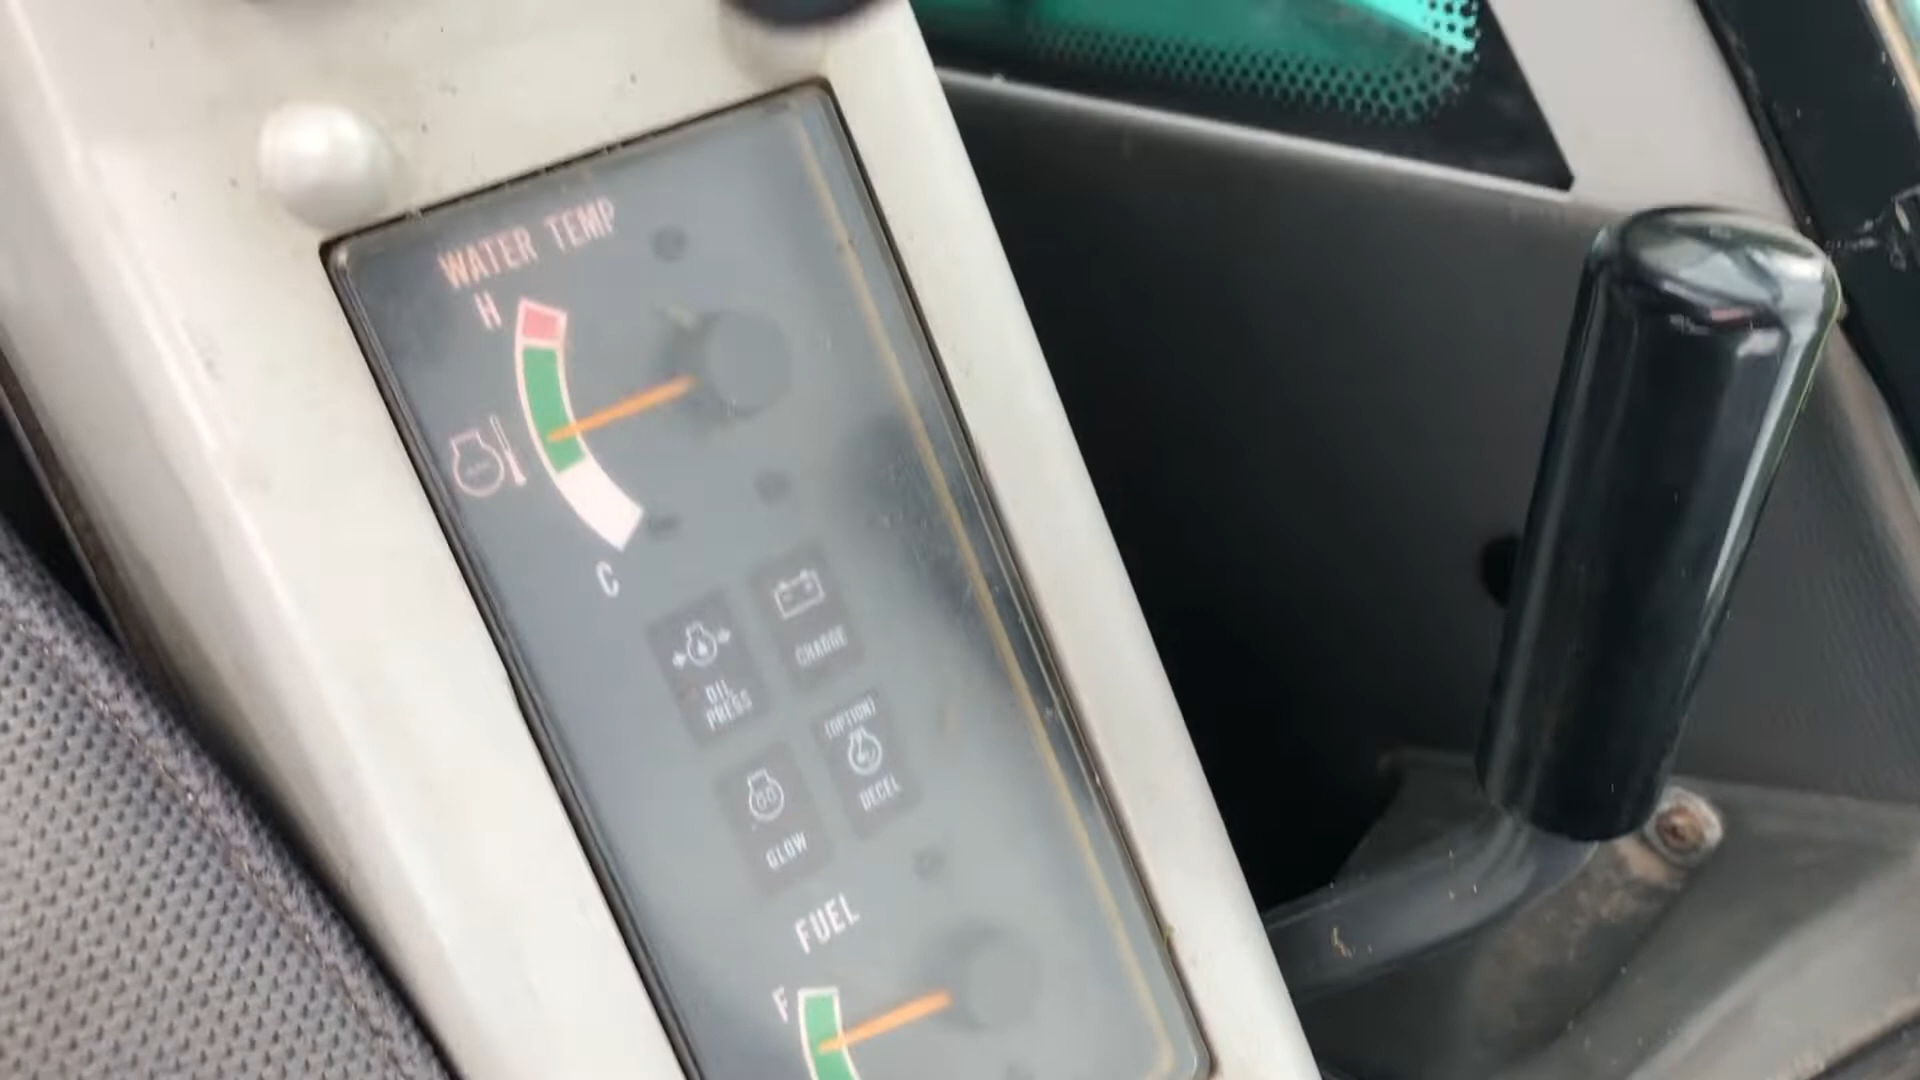 WATER TEMP
H
C
CHARGE
OIL
PRESS
(OPTION)
DECEL
GLOW
FUEL
F